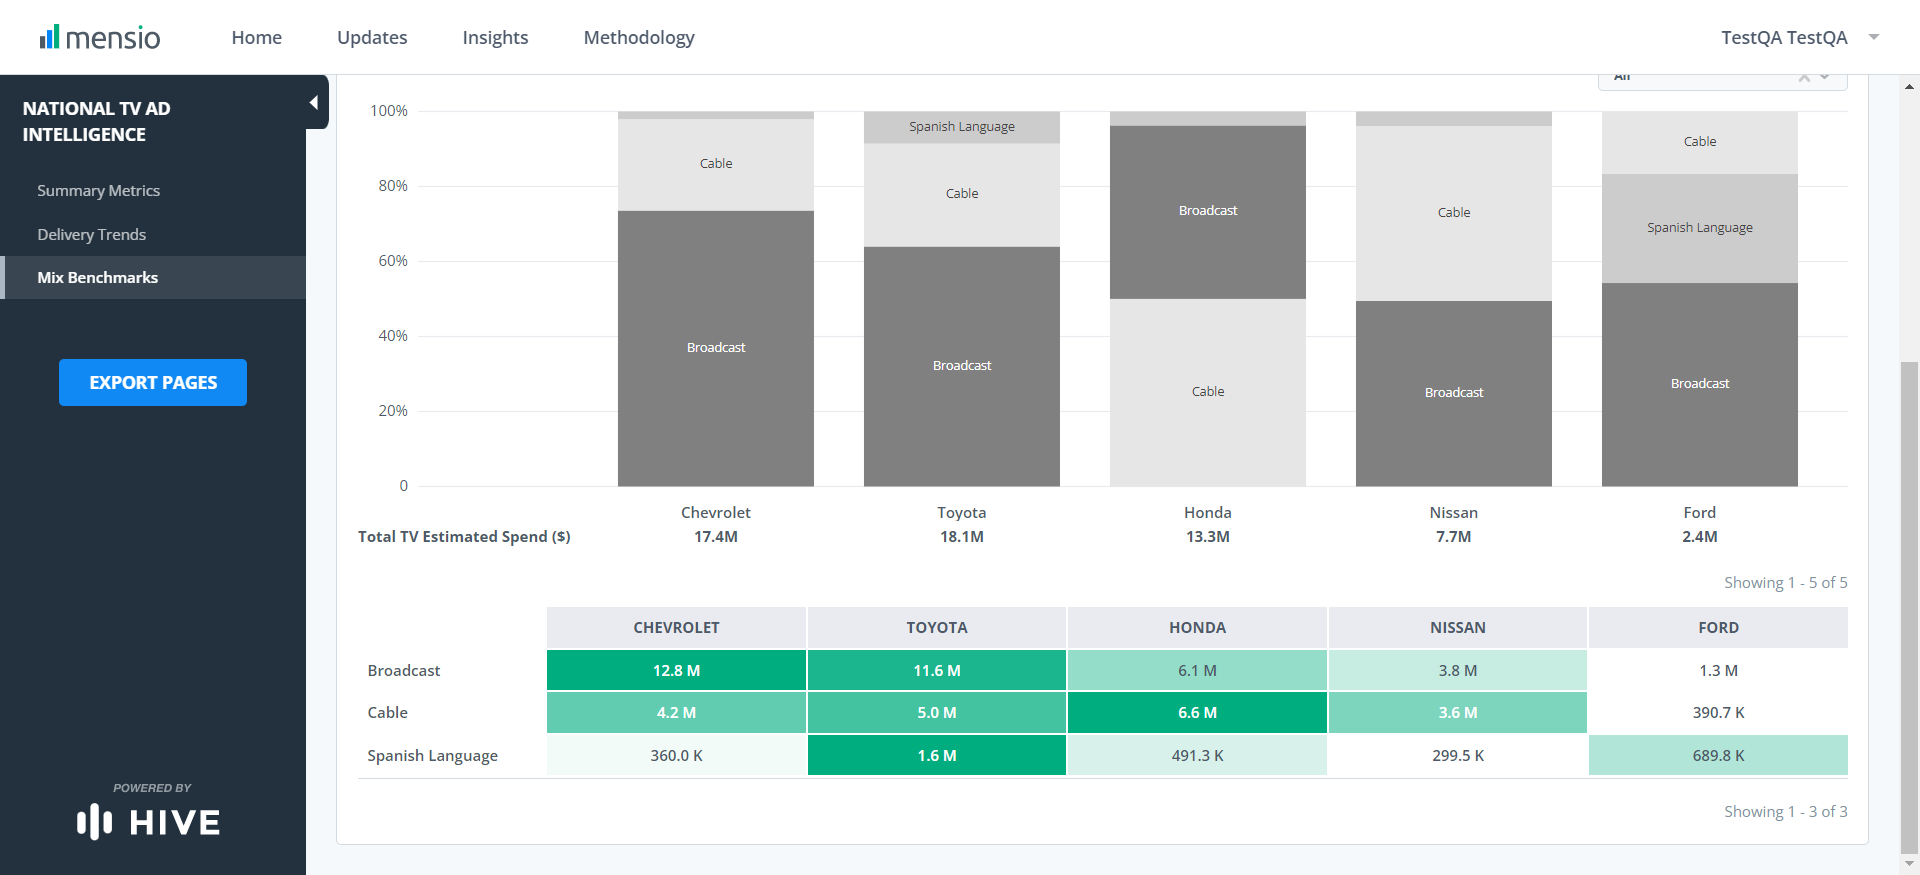 mensio Home Updates Insights Methodology TestQA TestQA
NATIONAL TV AD
INTELLIGENCE
Summary Metrics
Delivery Trends
Mix Benchmarks
EXPORT PAGES
POWERED BY
HIVE
All
100%
80%
60%
40%
20%
0
Cable
Broadcast
Spanish Language
Cable
Broadcast
Broadcast
Cable
Cable
Broadcast
Cable
Spanish Language
Broadcast
Chevrolet Toyota Honda Nissan Ford
Total TV Estimated Spend ($) 17.4M 18.1M 13.3M 7.7M 2.4M
Showing 1 - 5 of 5
CHEVROLET TOYOTA HONDA NISSAN FORD
Broadcast 12.8 M 11.6 M 6.1 M 3.8 M 1.3 M
Cable 4.2 M 5.0 M 6.6 M 3.6 M 390.7 K
Spanish Language 360.0 K 1.6 M 491.3 K 299.5 K 689.8 K
Showing 1 - 3 of 3